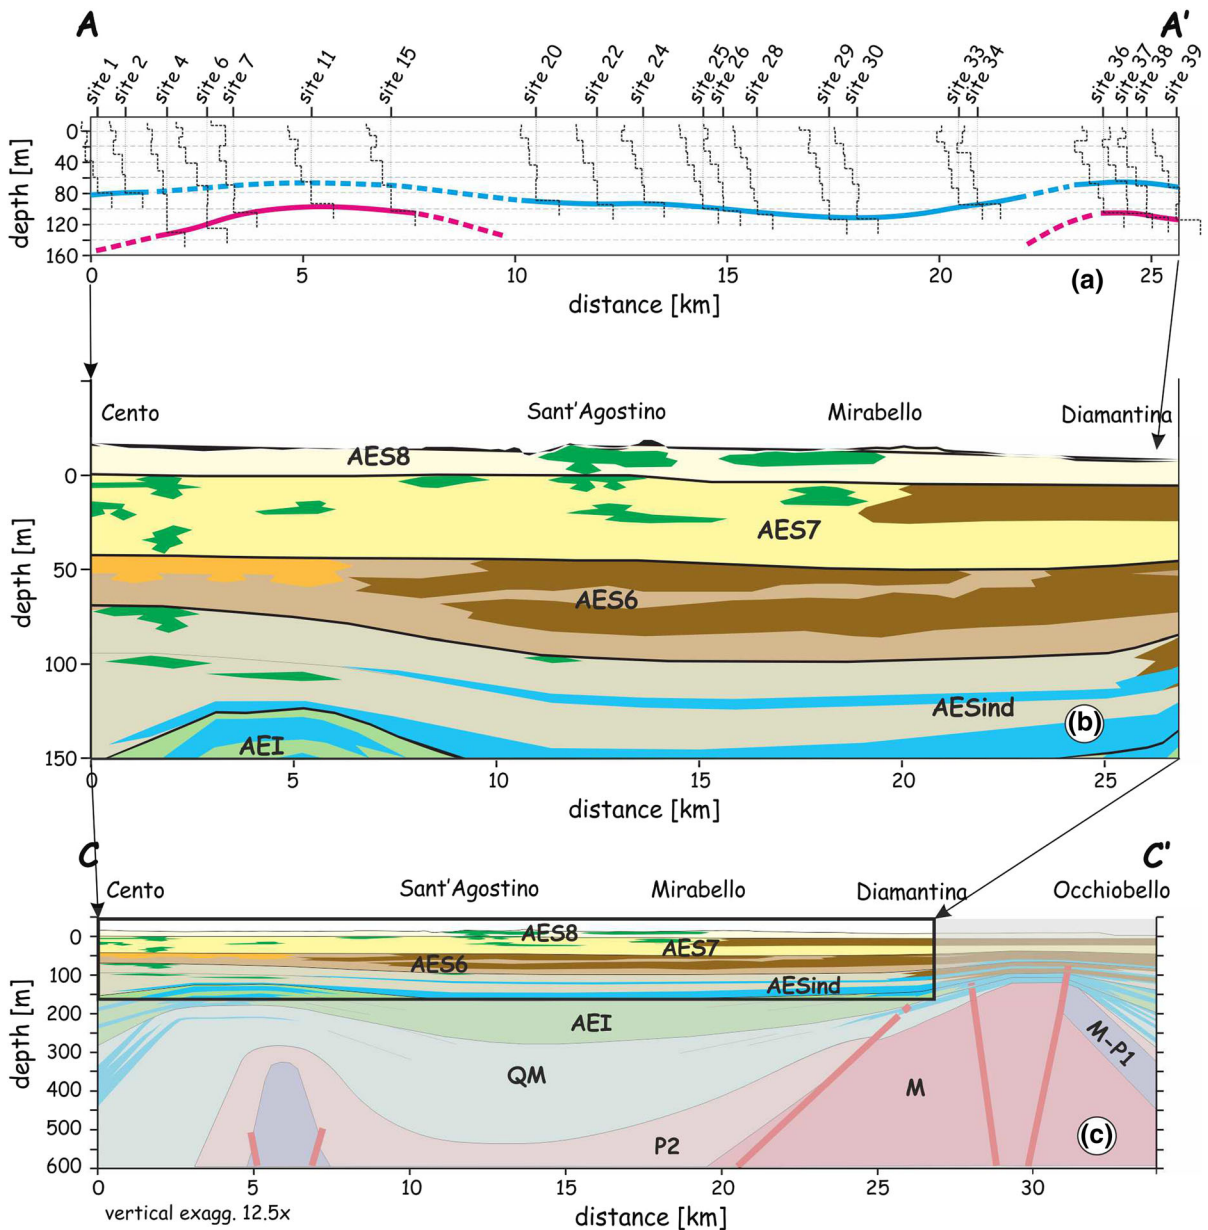 A A'
site 1 site 2 site 4 site 6 site 7 site 11 site 15 site 20 site 22 site 24 site 25 site 26 site 28 site 29 site 30 site 33 site 34 site 36 site 37 site 38 site 39
depth [m]
0
40
80
120
160
0 5 10 15 20 25
(a)
distance [km]
Cento Sant'Agostino Mirabello Diamantina
AES8
AES7
AES6
AESind
AEI
(b)
depth [m]
0
50
100
150
0 5 10 15 20 25
distance [km]
C C'
Cento Sant'Agostino Mirabello Diamantina Occhiobello
AES8
AES7
AES6
AESind
AEI
QM
M-P1
M
P2
(c)
depth [m]
0
100
200
300
400
500
600
0 5 10 15 20 25 30
vertical exagg. 12.5x
distance [km]